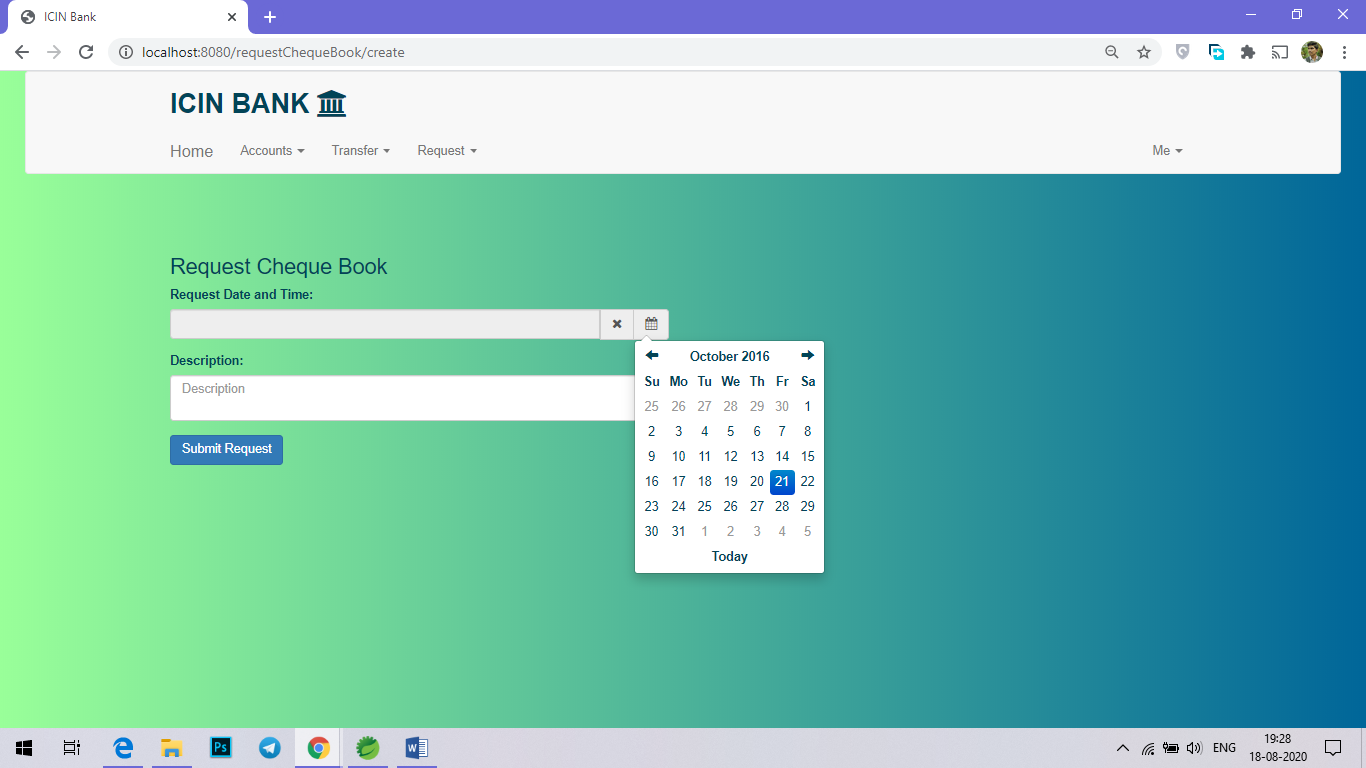 ICIN Bank
localhost:8080/requestChequeBook/create
ICIN BANK
Home Accounts Transfer Request Me
Request Cheque Book
Request Date and Time:
Description:
Description
Submit Request
October 2016
Su Mo Tu We Th Fr Sa
25 26 27 28 29 30 1
2 3 4 5 6 7 8
9 10 11 12 13 14 15
16 17 18 19 20 21 22
23 24 25 26 27 28 29
30 31 1 2 3 4 5
Today
Ps
W
ENG
19:28
18-08-2020